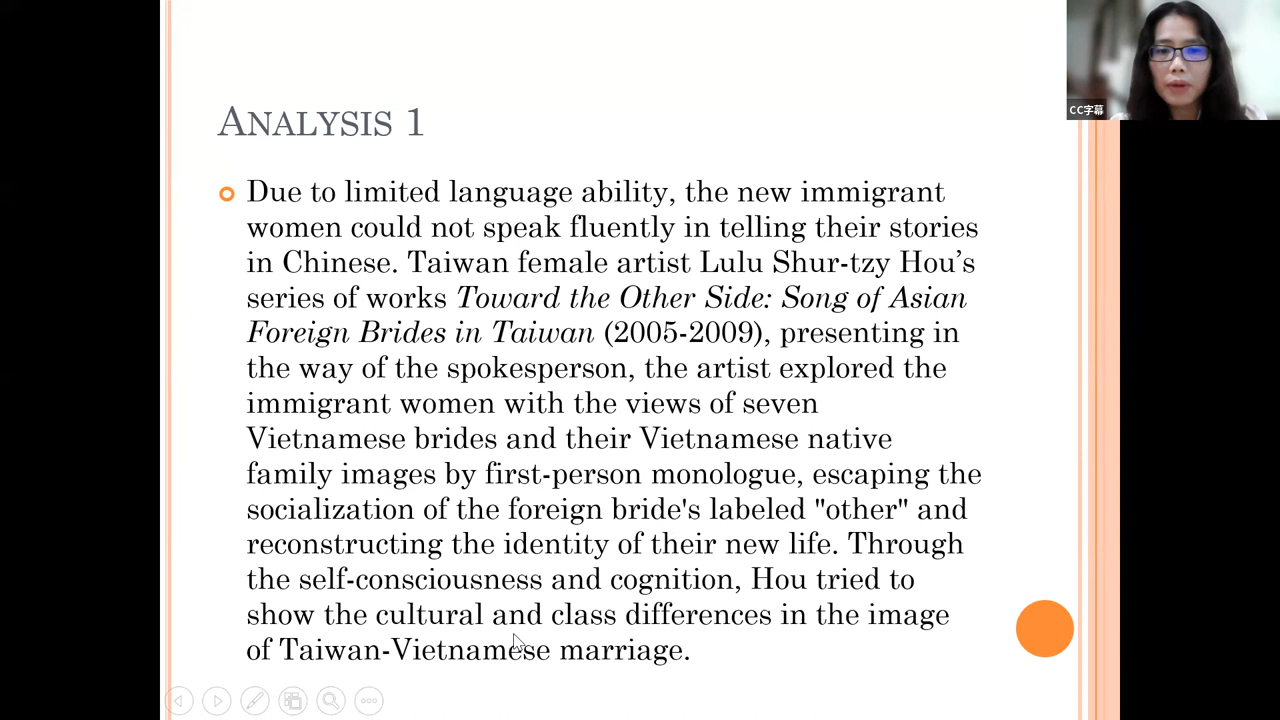 CC字幕
ANALYSIS 1
Due to limited language ability, the new immigrant
women could not speak fluently in telling their stories
in Chinese. Taiwan female artist Lulu Shur-tzy Hou’s
series of works Toward the Other Side: Song of Asian
Foreign Brides in Taiwan (2005-2009), presenting in
the way of the spokesperson, the artist explored the
immigrant women with the views of seven
Vietnamese brides and their Vietnamese native
family images by first-person monologue, escaping the
socialization of the foreign bride's labeled "other" and
reconstructing the identity of their new life. Through
the self-consciousness and cognition, Hou tried to
show the cultural and class differences in the image
of Taiwan-Vietnamese marriage.